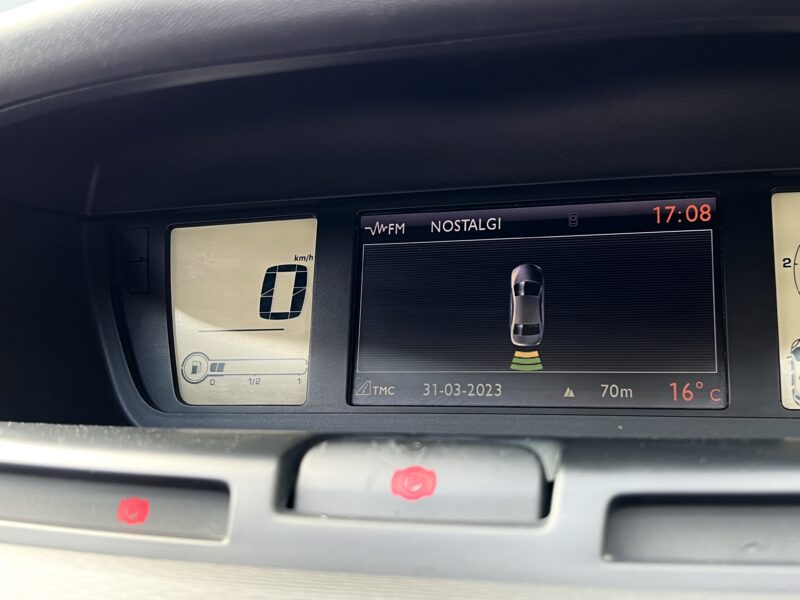 FM NOSTALGI 17:08
km/h
0
0 1/2 1
TMC 31-03-2023 70m 16° C
2